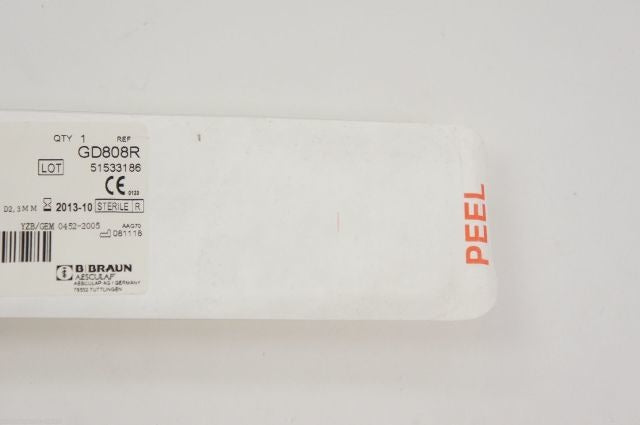 QTY 1 REF
GD808R
LOT 51533186
CE 0123
D2,3MM 2013-10 STERILE R
YZB/GEM 0452-2005 AAG70
081118
B|BRAUN
AESCULAP
AESCULAP AG / GERMANY
78532 TUTTLINGEN
PEEL